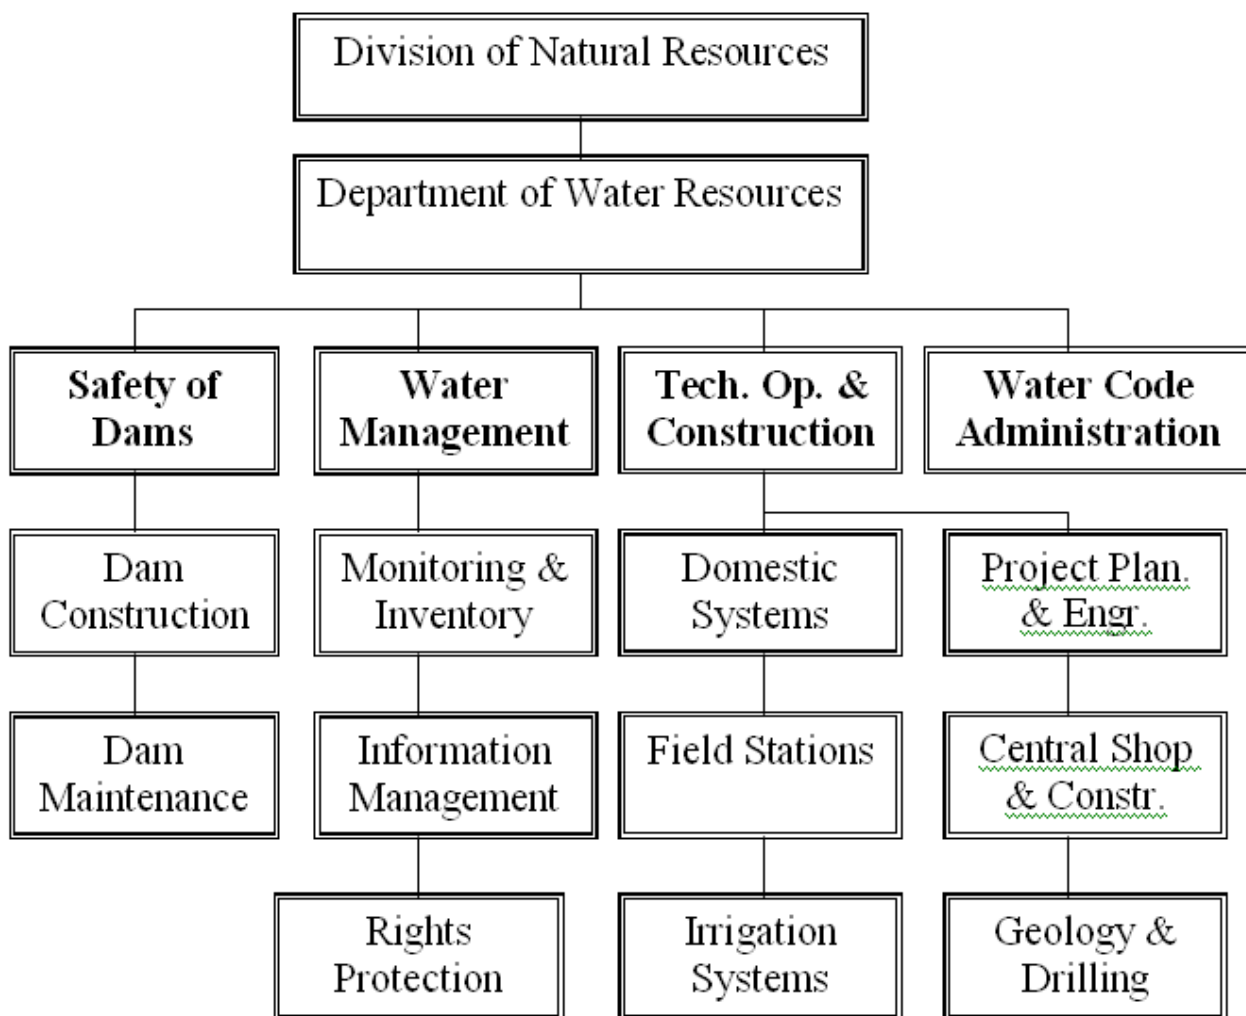 Division of Natural Resources
Department of Water Resources
Safety of
Dams
Water
Management
Tech. Op. &
Construction
Water Code
Administration
Dam
Construction
Monitoring &
Inventory
Domestic
Systems
Project Plan.
& Engr.
Dam
Maintenance
Information
Management
Field Stations
Central Shop
& Constr.
Rights
Protection
Irrigation
Systems
Geology &
Drilling